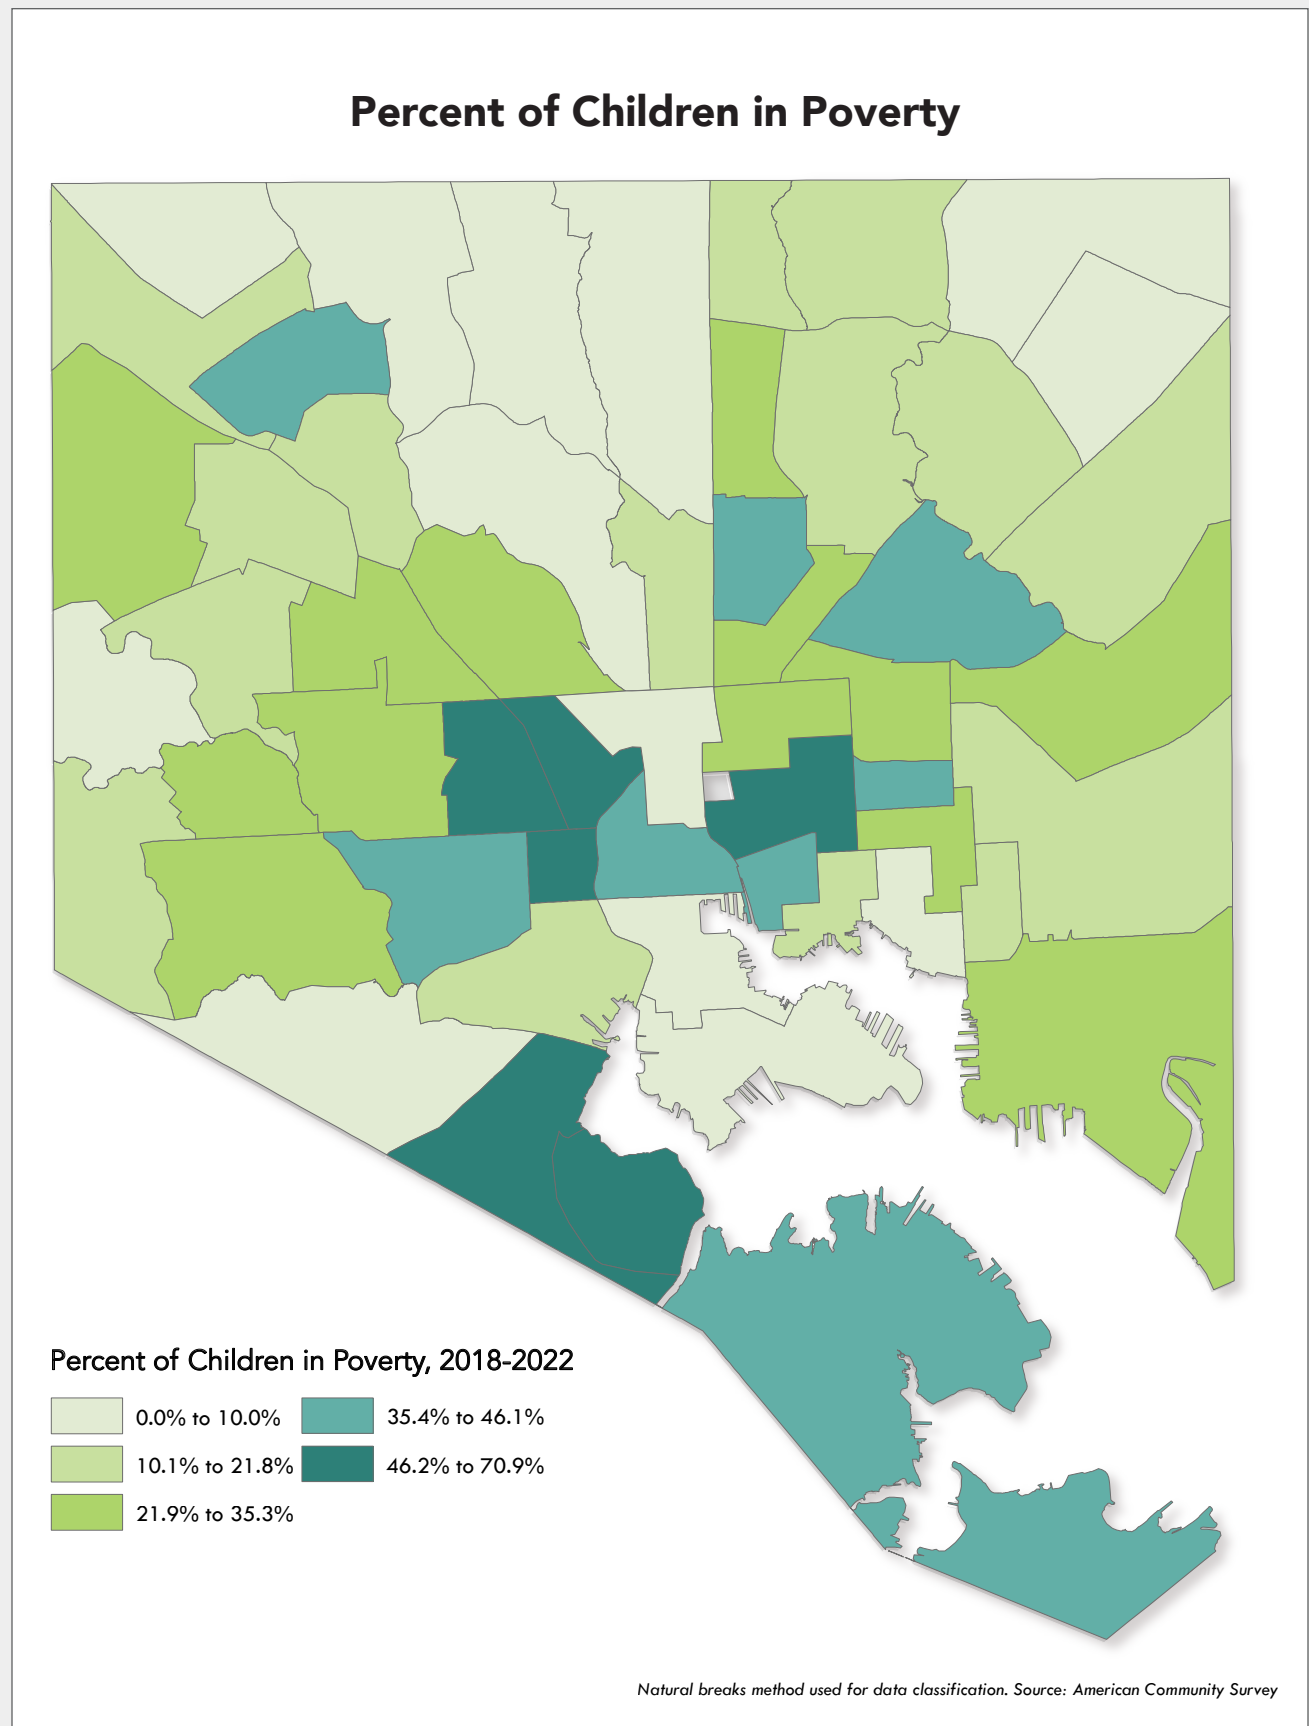 Percent of Children in Poverty
Percent of Children in Poverty, 2018-2022
0.0% to 10.0%
35.4% to 46.1%
10.1% to 21.8%
46.2% to 70.9%
21.9% to 35.3%
Natural breaks method used for data classification. Source: American Community Survey